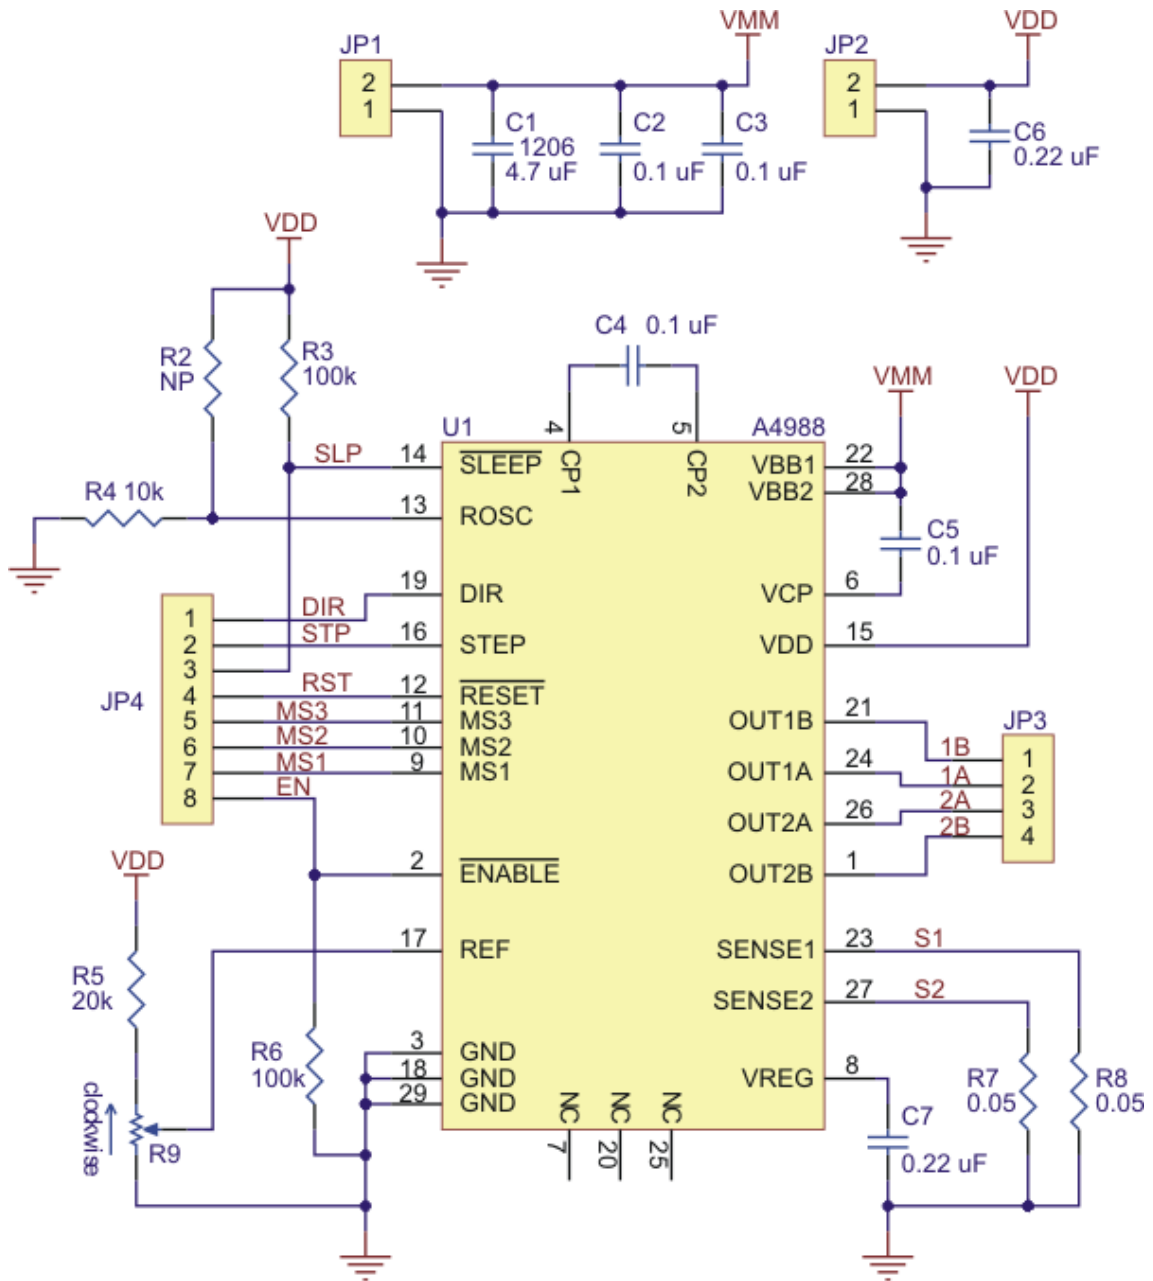 VMM
VDD
JP1
JP2
2
1
2
1
C1
1206
4.7 uF
C2
0.1 uF
C3
0.1 uF
C6
0.22 uF
VDD
R2
NP
R3
100k
C4 0.1 uF
VMM
VDD
U1
4
5
A4988
SLP
14
SLEEP
CP1
CP2
VBB1
22
VBB2
28
R4 10k
13
ROSC
C5
0.1 uF
19
DIR
VCP
6
DIR
1
STP
2
16
STEP
VDD
15
3
JP4
4
RST
12
RESET
5
MS3
11
MS3
OUT1B
21
JP3
6
MS2
10
MS2
1B
1
7
MS1
9
MS1
OUT1A
24
1A
2
8
EN
2A
3
OUT2A
26
2B
4
VDD
2
ENABLE
OUT2B
1
17
REF
SENSE1
23
S1
R5
20k
SENSE2
27
S2
R6
100k
3
GND
18
GND
29
GND
VREG
8
R7
0.05
R8
0.05
clockwise
R9
NC
NC
NC
7
20
25
C7
0.22 uF